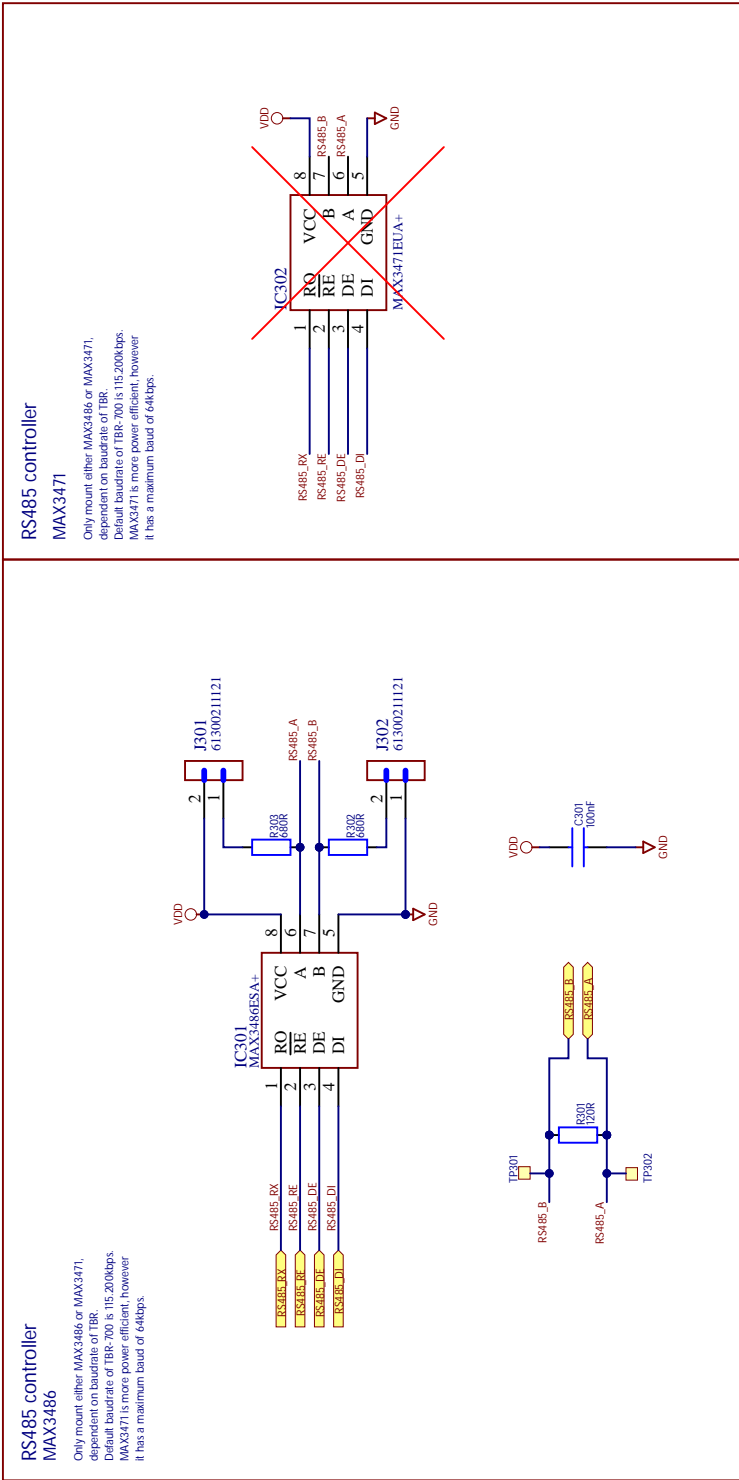 RS485 controller
MAX3486
Only mount either MAX3486 or MAX3471,
dependent on baudrate of TBR.
Default baudrate of TBR-700 is 115.200kbps.
MAX3471 is more power efficient, however
it has a maximum baud of 64kbps.
RS485_RX
RS485_RE
RS485_DE
RS485_DI
RS485_RX
RS485_RE
RS485_DE
RS485_DI
1
2
3
4
IC301
MAX3486ESA+
RO
RE
DE
DI
VCC
A
B
GND
8
6
7
5
VDD
GND
R303
680R
R302
680R
RS485_A
RS485_B
2
1
J301
61300211121
2
1
J302
61300211121
RS485_B
RS485_A
TP301
TP302
R301
120R
RS485_B
RS485_A
VDD
C301
100nF
GND
RS485 controller
MAX3471
Only mount either MAX3486 or MAX3471,
dependent on baudrate of TBR.
Default baudrate of TBR-700 is 115.200kbps.
MAX3471 is more power efficient, however
it has a maximum baud of 64kbps.
RS485_RX
RS485_RE
RS485_DE
RS485_DI
1
2
3
4
IC302
RO
RE
DE
DI
VCC
B
A
GND
MAX3471EUA+
8
7
6
5
VDD
RS485_B
RS485_A
GND